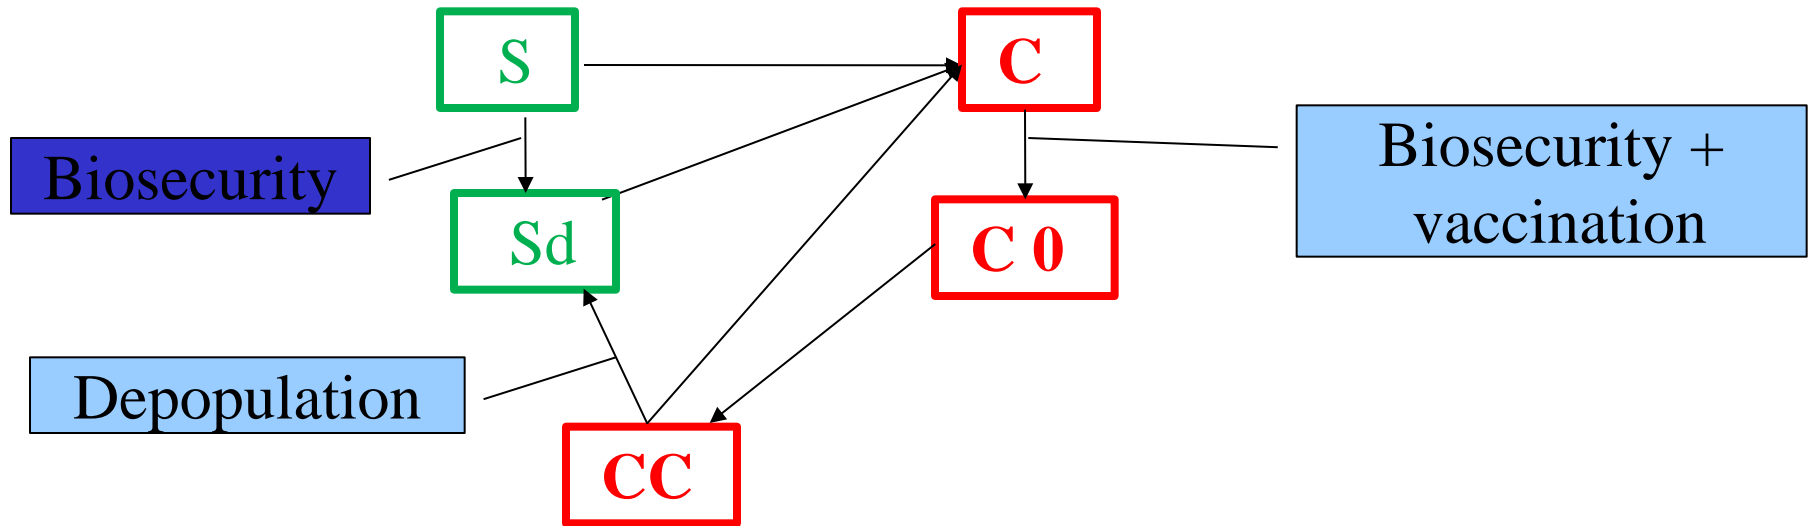 S
C
Biosecurity
Biosecurity +
vaccination
Sd
C 0
Depopulation
CC